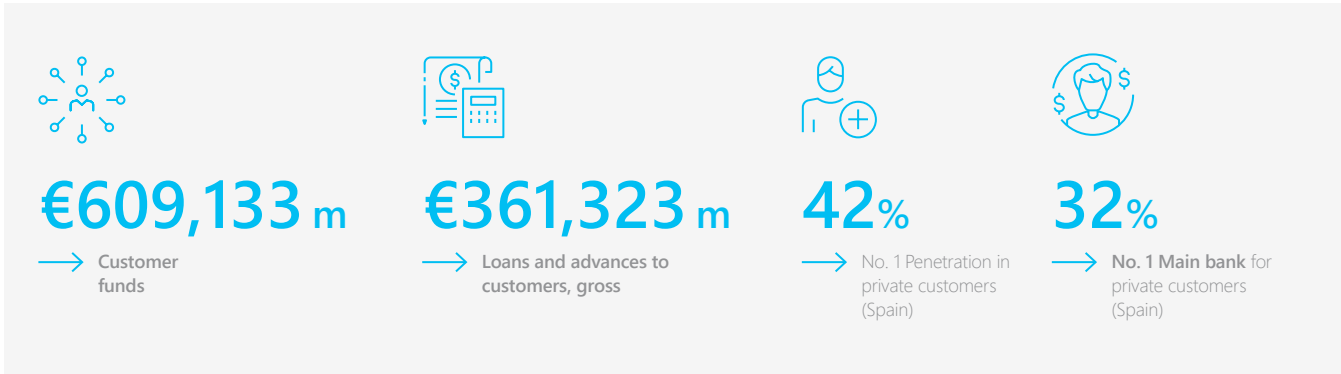 €609,133 m
Customer
funds
€361,323 m
Loans and advances to
customers, gross
42%
No. 1 Penetration in
private customers
(Spain)
32%
No. 1 Main bank for
private customers
(Spain)